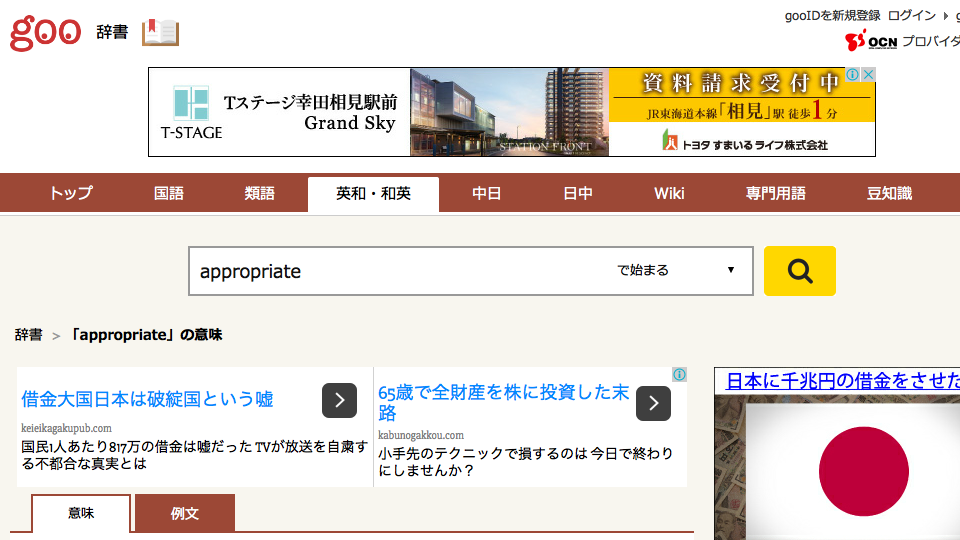 gooIDを新規登録 ログイン
goo 辞書
OCN プロバイダ
T-STAGE
Tステージ幸田相見駅前
Grand Sky
STATION FRONT
資料請求受付中
JR東海道本線「相見」駅 徒歩1分
トヨタ すまいるライフ株式会社
トップ 国語 類語 英和・和英 中日 日中 Wiki 専門用語 豆知識
appropriate で始まる
辞書 > 「appropriate」の意味
借金大国日本は破綻国という嘘
keieikagakupub.com
国民1人あたり817万の借金は嘘だった TVが放送を自粛す
る不都合な真実とは
65歳で全財産を株に投資した末
路
kabunogakkou.com
小手先のテクニックで損するのは 今日で終わり
にしませんか？
日本に千兆円の借金をさせた
意味 例文